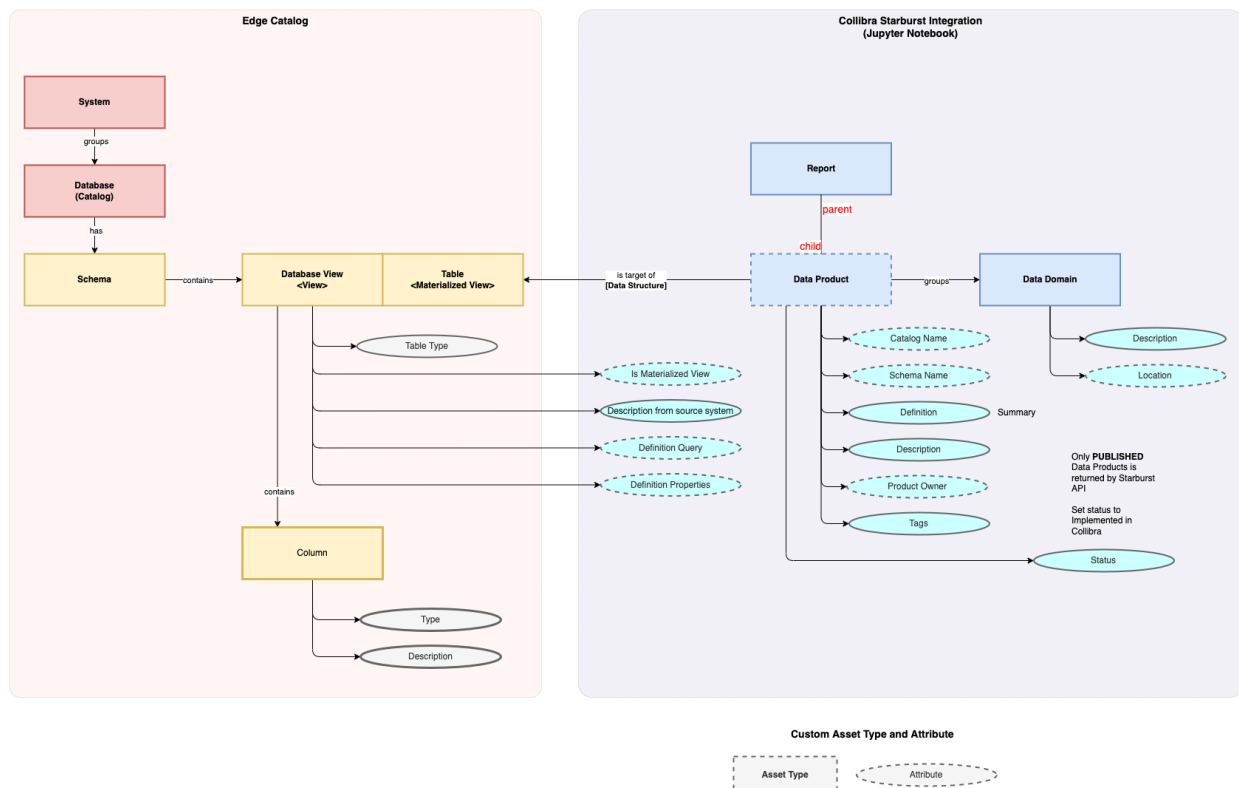 Edge Catalog
System
groups
Database
(Catalog)
has
Schema
contains
Database View
<View>
Table
<Materialized View>
Table Type
contains
Column
Type
Description
Collibra Starburst Integration
(Jupyter Notebook)
Report
parent
child
is target of
[Data Structure]
Data Product
groups
Data Domain
Catalog Name
Description
Is Materialized View
Schema Name
Location
Description from source system
Definition
Summary
Definition Query
Description
Definition Properties
Product Owner
Tags
Only PUBLISHED
Data Products is
returned by Starburst
API
Set status to
Implemented in
Collibra
Status
Custom Asset Type and Attribute
Asset Type
Attribute